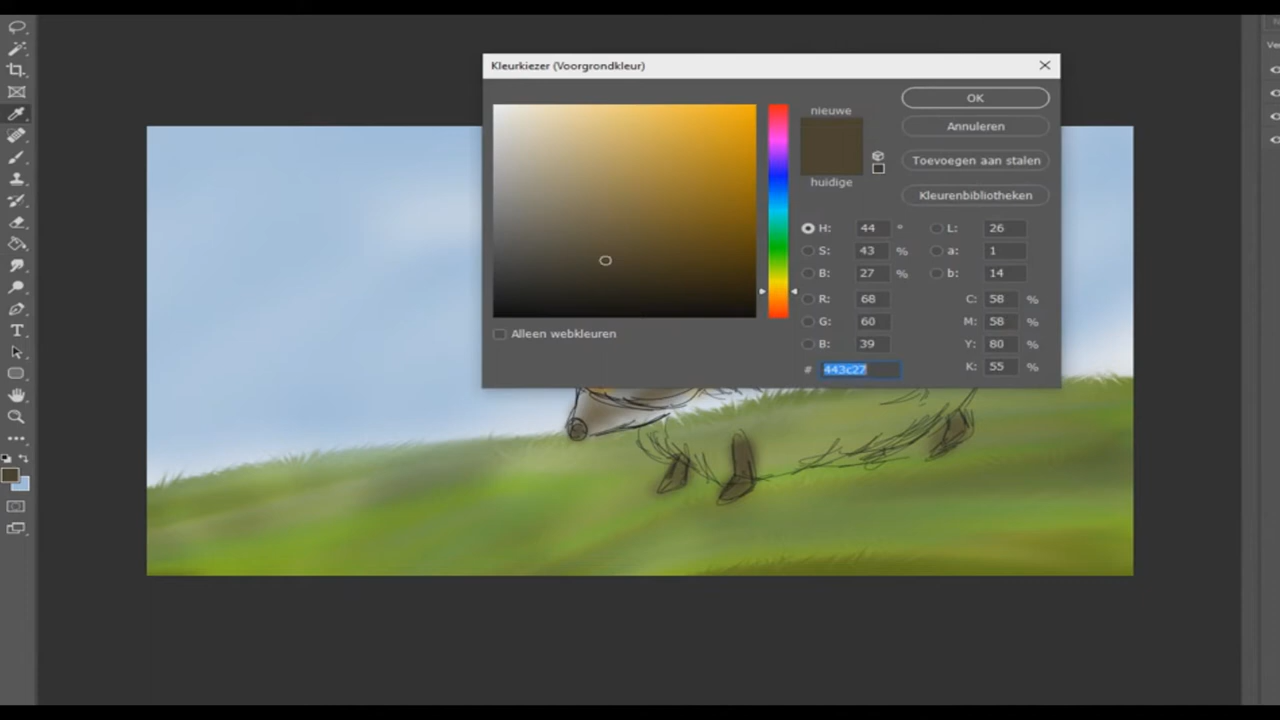 Kleurkiezer (Voorgrondkleur)
nieuwe
huidige
OK
Annuleren
Toevoegen aan stalen
Kleurenbibliotheken
H: 44 °
S: 43 %
B: 27 %
R: 68
G: 60
B: 39
# 443c27
L: 26
a: 1
b: 14
C: 58 %
M: 58 %
Y: 80 %
K: 55 %
Alleen webkleuren